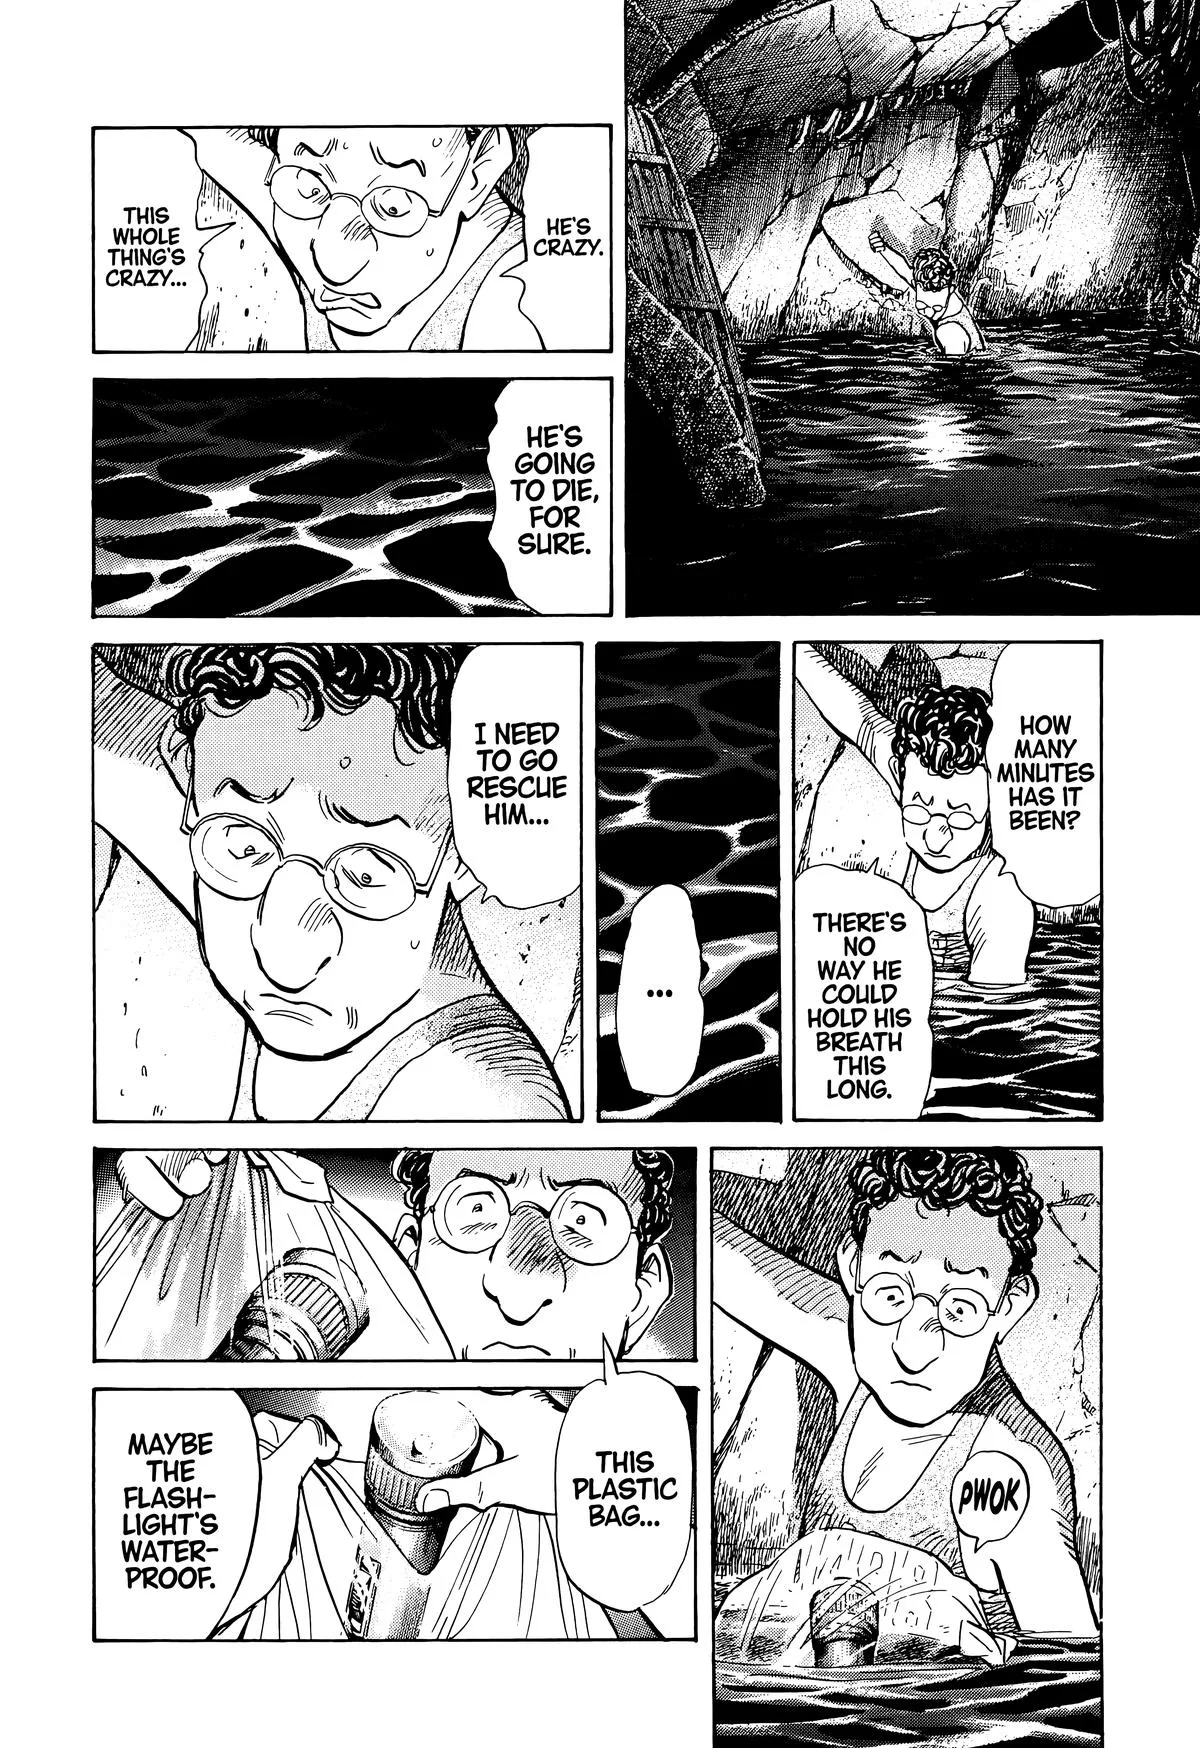 HE'S
CRAZY.
THIS
WHOLE
THING'S
CRAZY...
HE'S
GOING
TO DIE,
FOR
SURE.
HOW
MANY
MINUTES
HAS IT
BEEN?
THERE'S
NO
WAY HE
COULD
HOLD HIS
BREATH
THIS
LONG.
...
I NEED
TO GO
RESCUE
HIM...
PWOK
THIS
PLASTIC
BAG...
MAYBE
THE
FLASH-
LIGHT'S
WATER-
PROOF.